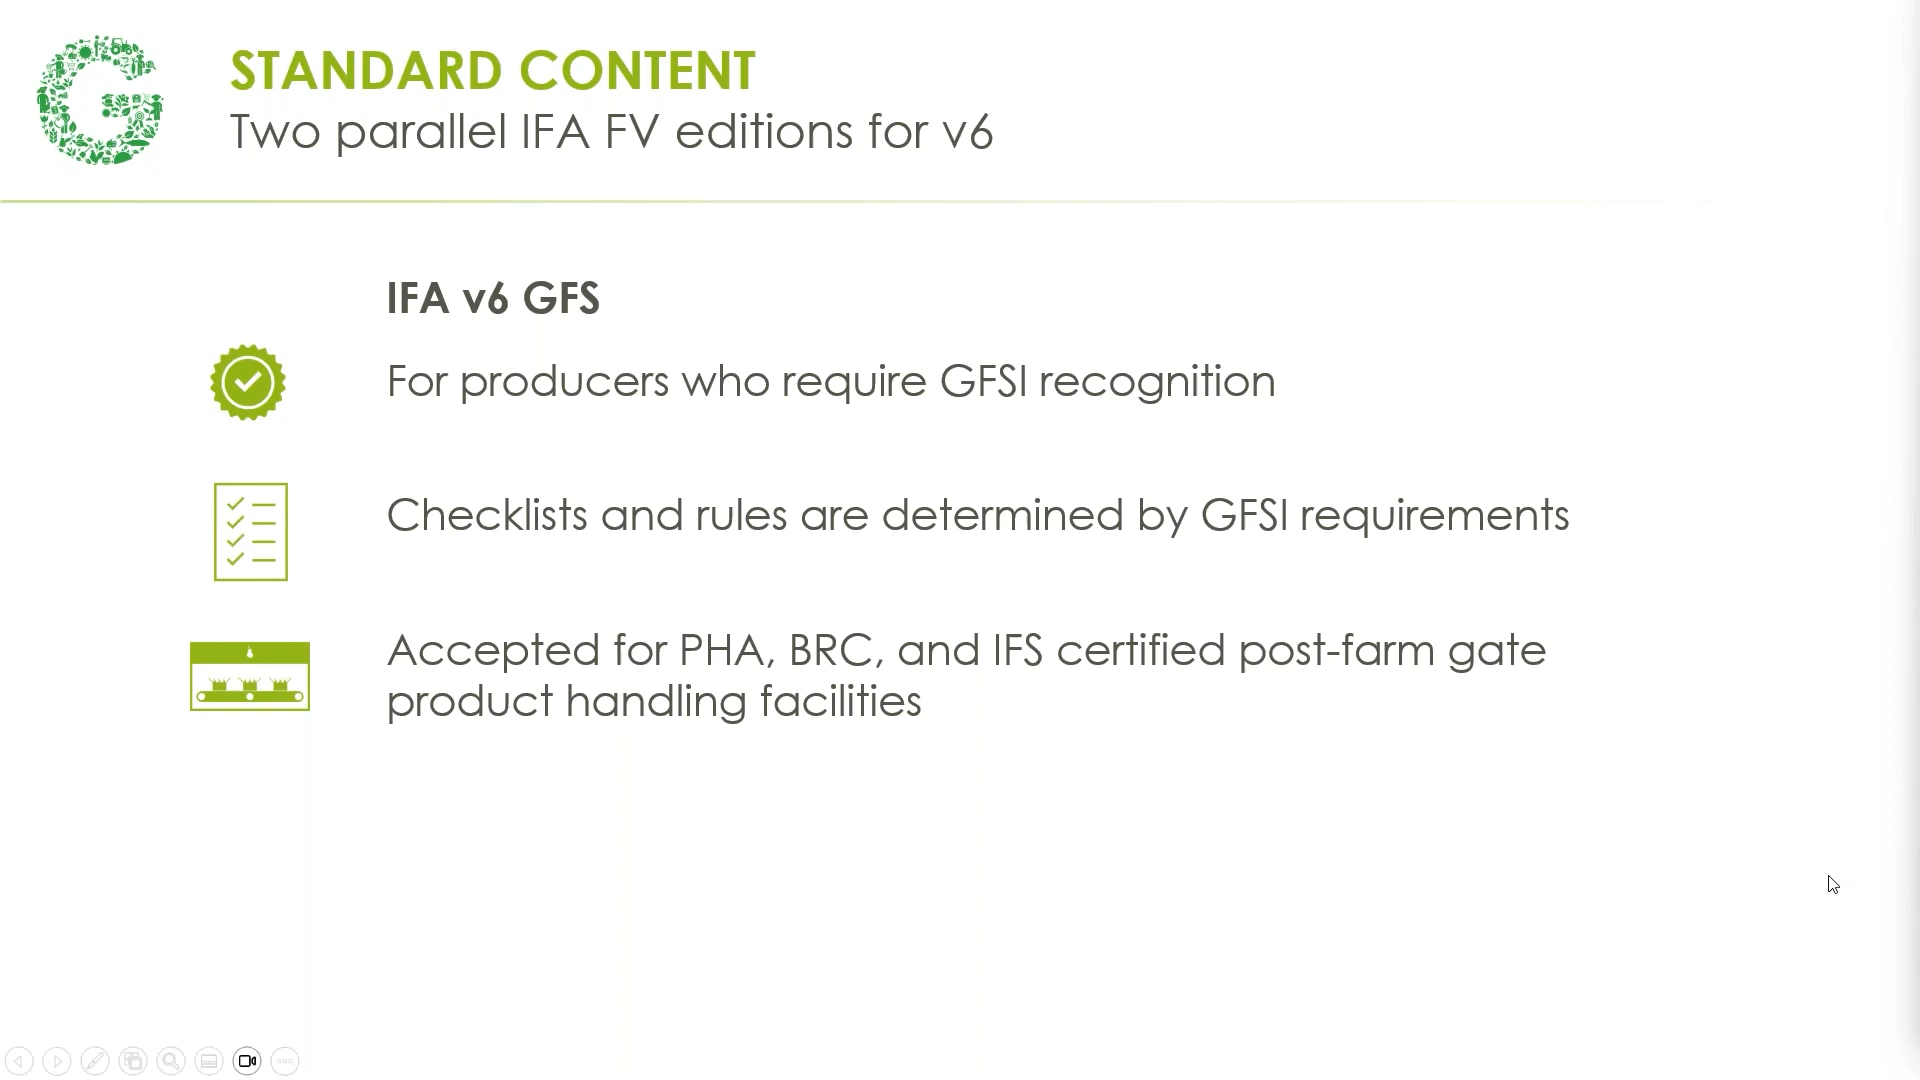 STANDARD CONTENT
Two parallel IFA FV editions for v6
IFA v6 GFS
For producers who require GFSI recognition
Checklists and rules are determined by GFSI requirements
Accepted for PHA, BRC, and IFS certified post-farm gate
product handling facilities